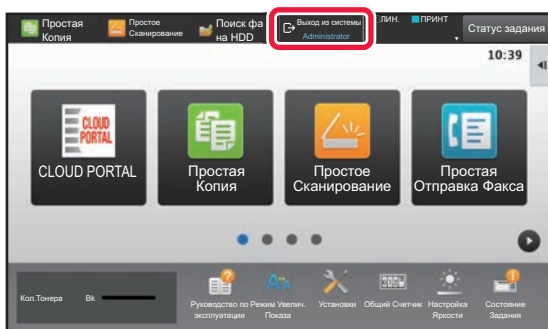 Простая
Копия
Простое
Сканирование
Поиск фа
на HDD
Выход из системы
Administrator
ЛИН.
ПРИНТ
Статус задания
10:39
CLOUD
PORTAL
CLOUD PORTAL
Простая
Копия
Простое
Сканирование
Простая
Отправка Факса
Кол.Тонера
Bk
Руководство по
эксплуатации
Режим Увелич.
Показа
Установки
Общий Счетчик
Настройка
Яркости
Состояние
Задания